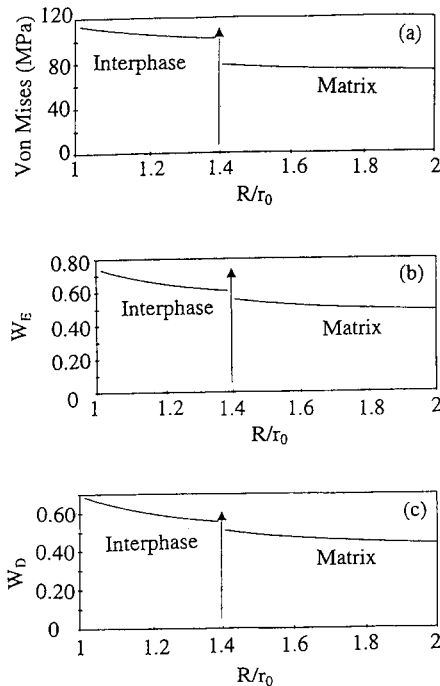 120
(a)
Von Mises (MPa)
Interphase
80
Matrix
40
0
1 1.2 1.4 1.6 1.8 2
R/r₀
0.80
(b)
0.60
W_E
Interphase
0.40
Matrix
0.20
0
1 1.2 1.4 1.6 1.8 2
R/r₀
0.60
(c)
W_D
Interphase
0.40
Matrix
0.20
0
1 1.2 1.4 1.6 1.8 2
R/r₀